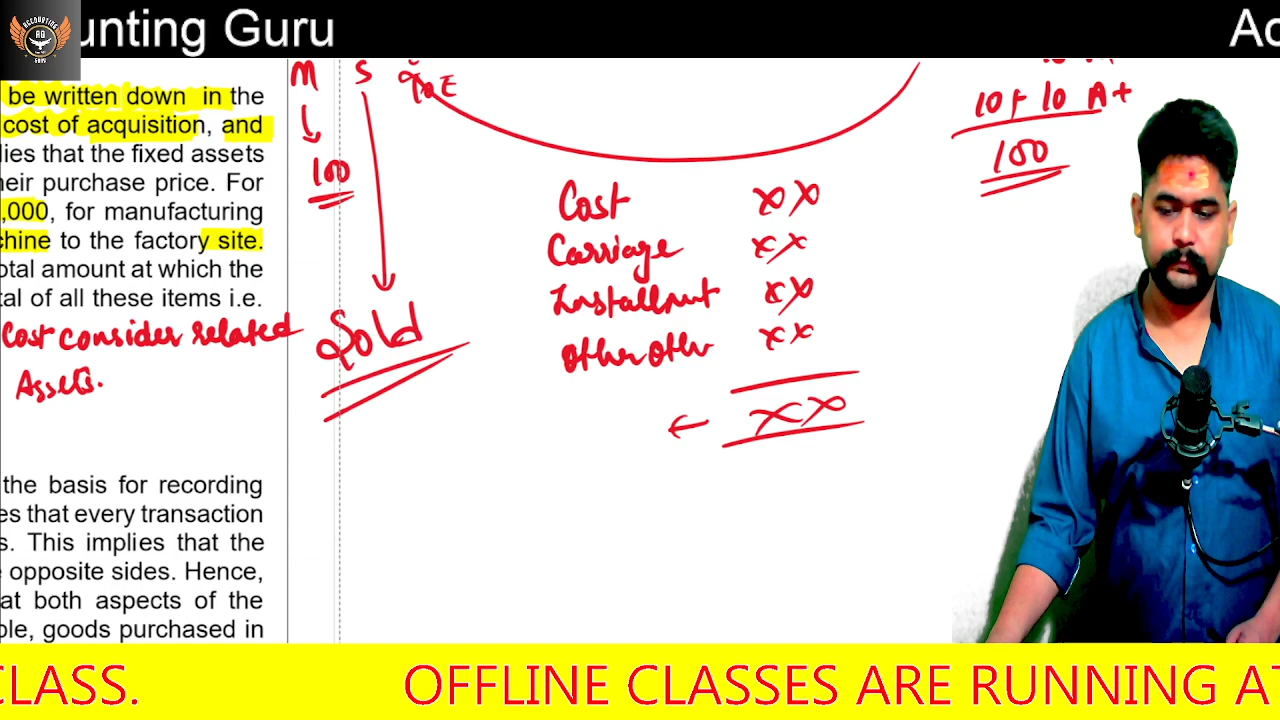 unting Guru
Ac
ACCOUNTING
AG
GURU
be written down in the
cost of acquisition, and
lies that the fixed assets
heir purchase price. For
,000, for manufacturing
chine to the factory site.
otal amount at which the
tal of all these items i.e.
Cost consider related
Assets.
the basis for recording
es that every transaction
s. This implies that the
e opposite sides. Hence,
at both aspects of the
ple, goods purchased in
M S
100
Sold
Cost xx
Carriage xx
Installment xx
other other xx
← xx
10+ 10 A+
100
CLASS. OFFLINE CLASSES ARE RUNNING AT